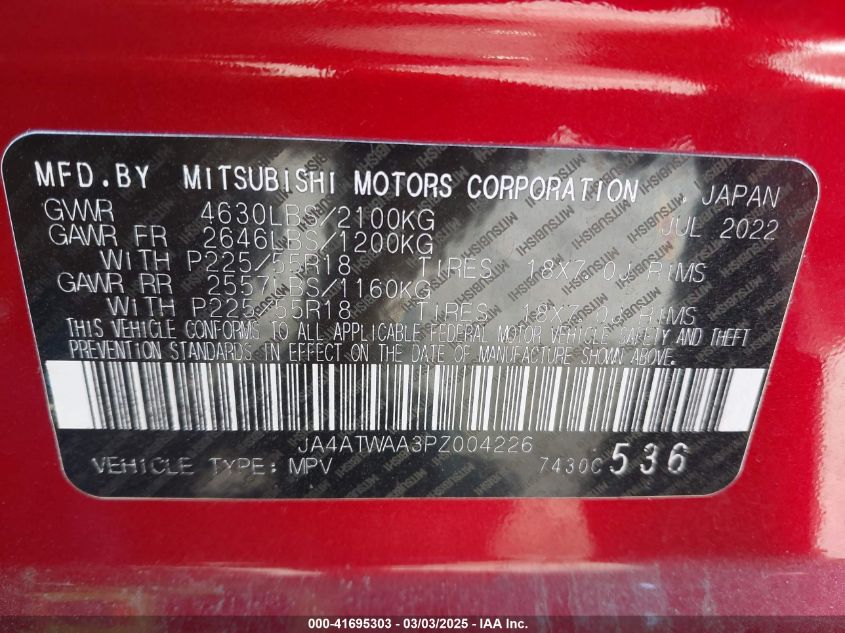 MFD.BY MITSUBISHI MOTORS CORPORATION JAPAN
GWWR 4630LBS/2100KG JUL 2022
GAWR FR 2646LBS/1200KG
WITH P225/55R18 TIRES 18X7.0J RIMS
GAWR RR 2557LBS/1160KG
WITH P225/55R18 TIRES 18X7.0J RIMS
THIS VEHICLE CONFORMS TO ALL APPLICABLE FEDERAL MOTOR VEHICLE SAFETY AND THEFT
PREVENTION STANDARDS IN EFFECT ON THE DATE OF MANUFACTURE SHOWN ABOVE.
JA4ATWAA3PZ004226
VEHICLE TYPE: MPV 7430C 536
000-41695303 / 03/03/2025 - IAA Inc.